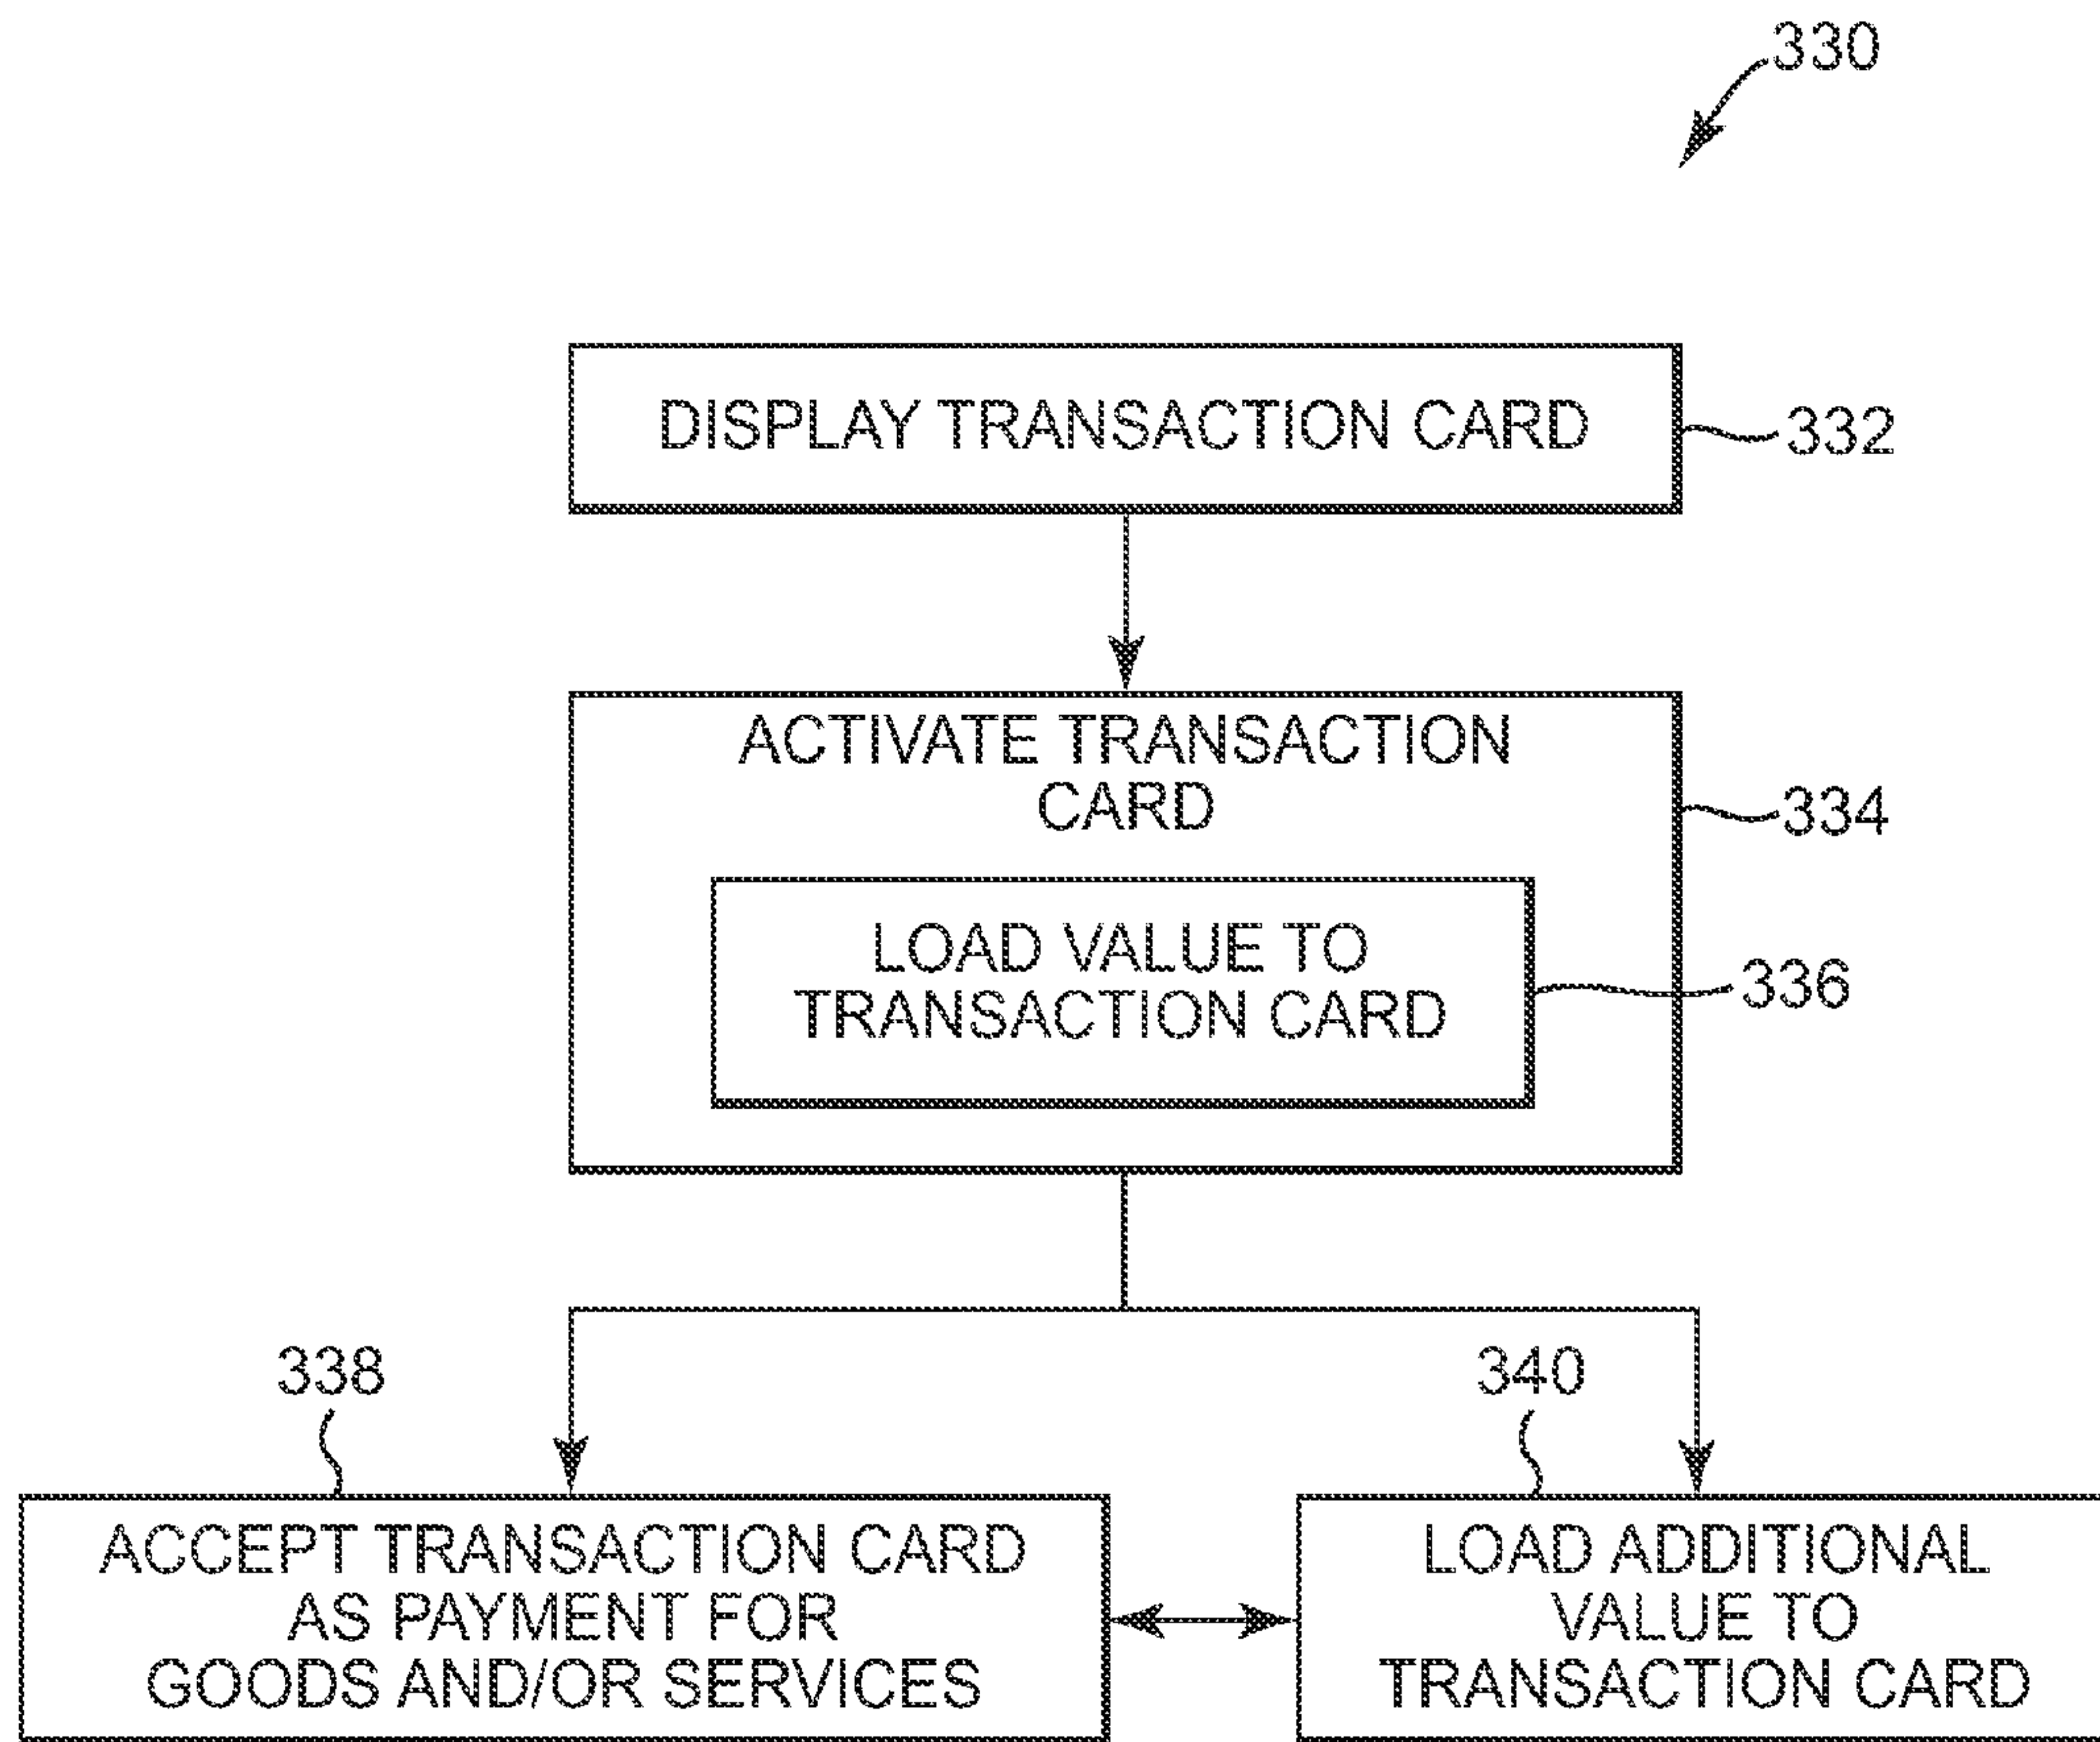 330
DISPLAY TRANSACTION CARD
332
ACTIVATE TRANSACTION
CARD
334
LOAD VALUE TO
TRANSACTION CARD
336
338
340
ACCEPT TRANSACTION CARD
AS PAYMENT FOR
GOODS AND/OR SERVICES
LOAD ADDITIONAL
VALUE TO
TRANSACTION CARD